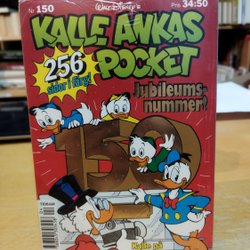 Nr 150
WALT DISNEY'S
Pris 34:50
KALLE ANKAS
256
sidor i färg!
POCKET
Jubileums-
nummer!
150